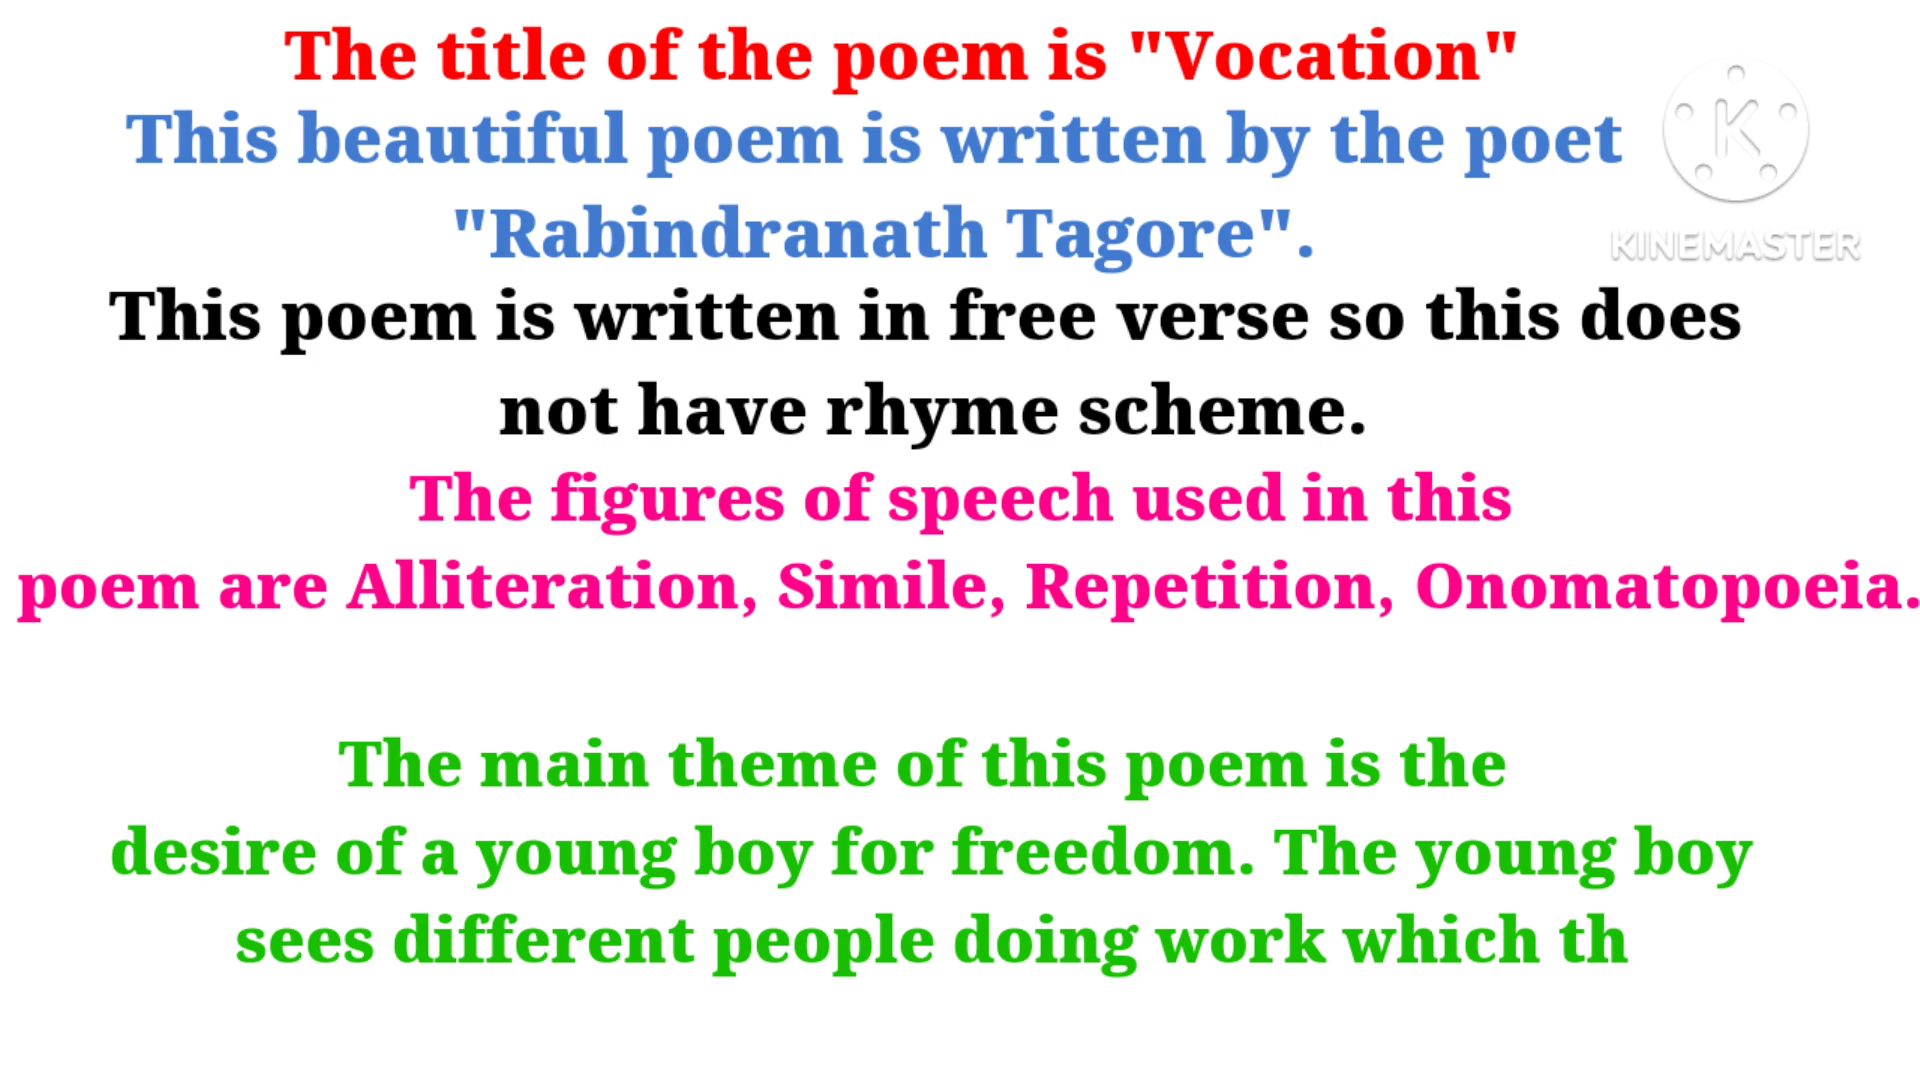 The title of the poem is "Vocation"
This beautiful poem is written by the poet
"Rabindranath Tagore".
This poem is written in free verse so this does
not have rhyme scheme.
The figures of speech used in this
poem are Alliteration, Simile, Repetition, Onomatopoeia.
The main theme of this poem is the
desire of a young boy for freedom. The young boy
sees different people doing work which th
K
KINEMASTER